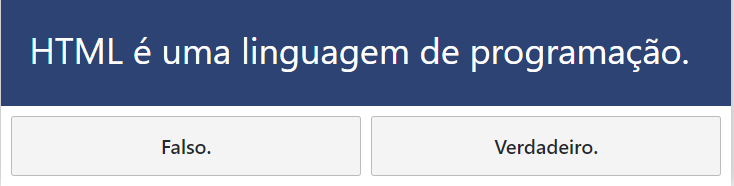 HTML é uma linguagem de programação.
Falso.
Verdadeiro.